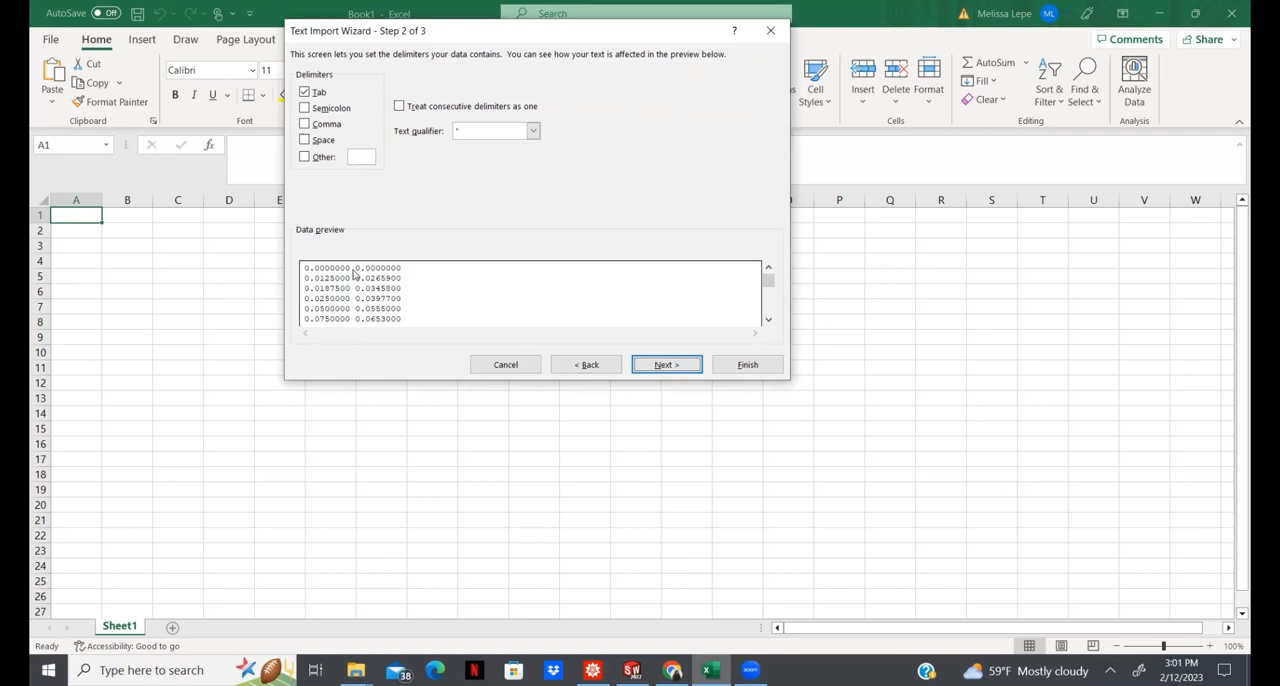 AutoSave Off Book1 - Excel Search Melissa Lepe ML
File Home Insert Draw Page Layout Comments Share
Text Import Wizard - Step 2 of 3 ?
This screen lets you set the delimiters your data contains. You can see how your text is affected in the preview below.
Delimiters
Tab
Semicolon
Comma
Space
Other:
Treat consecutive delimiters as one
Text qualifier: "
Data preview
0.0000000 0.0000000
0.0125000 0.0265900
0.0187500 0.0345800
0.0250000 0.0397700
0.0500000 0.0555000
0.0750000 0.0653000
Cancel < Back Next > Finish
Paste
Cut
Copy
Format Painter
Clipboard
Calibri 11
B I U
Font
Cell Styles
Insert Delete Format
Cells
AutoSum
Fill
Clear
Sort & Filter
Find & Select
Editing
Analyze Data
Analysis
A1 fx
A B C D E P Q R S T U V W
1
2
3
4
5
6
7
8
9
10
11
12
13
14
15
16
17
18
19
20
21
22
23
24
25
26
27
Sheet1
Ready Accessibility: Good to go 100%
Type here to search 38 SW 2022 zoom 59°F Mostly cloudy 3:01 PM
2/12/2023